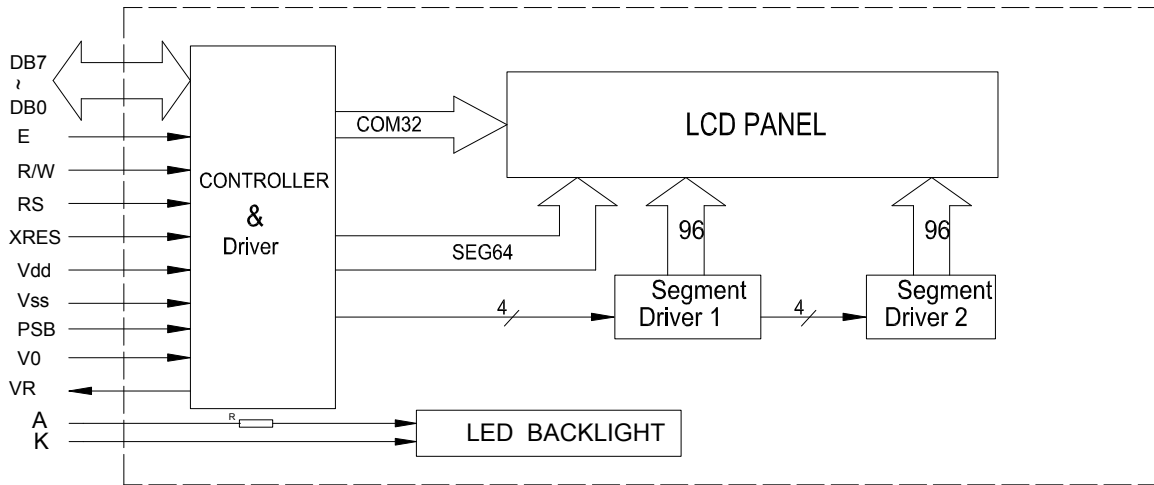 DB7
~
DB0
E
R/W
RS
XRES
Vdd
Vss
PSB
V0
VR
A
K
CONTROLLER
&
Driver
COM32
SEG64
4
LCD PANEL
96
96
Segment
Driver 1
4
Segment
Driver 2
R
LED BACKLIGHT